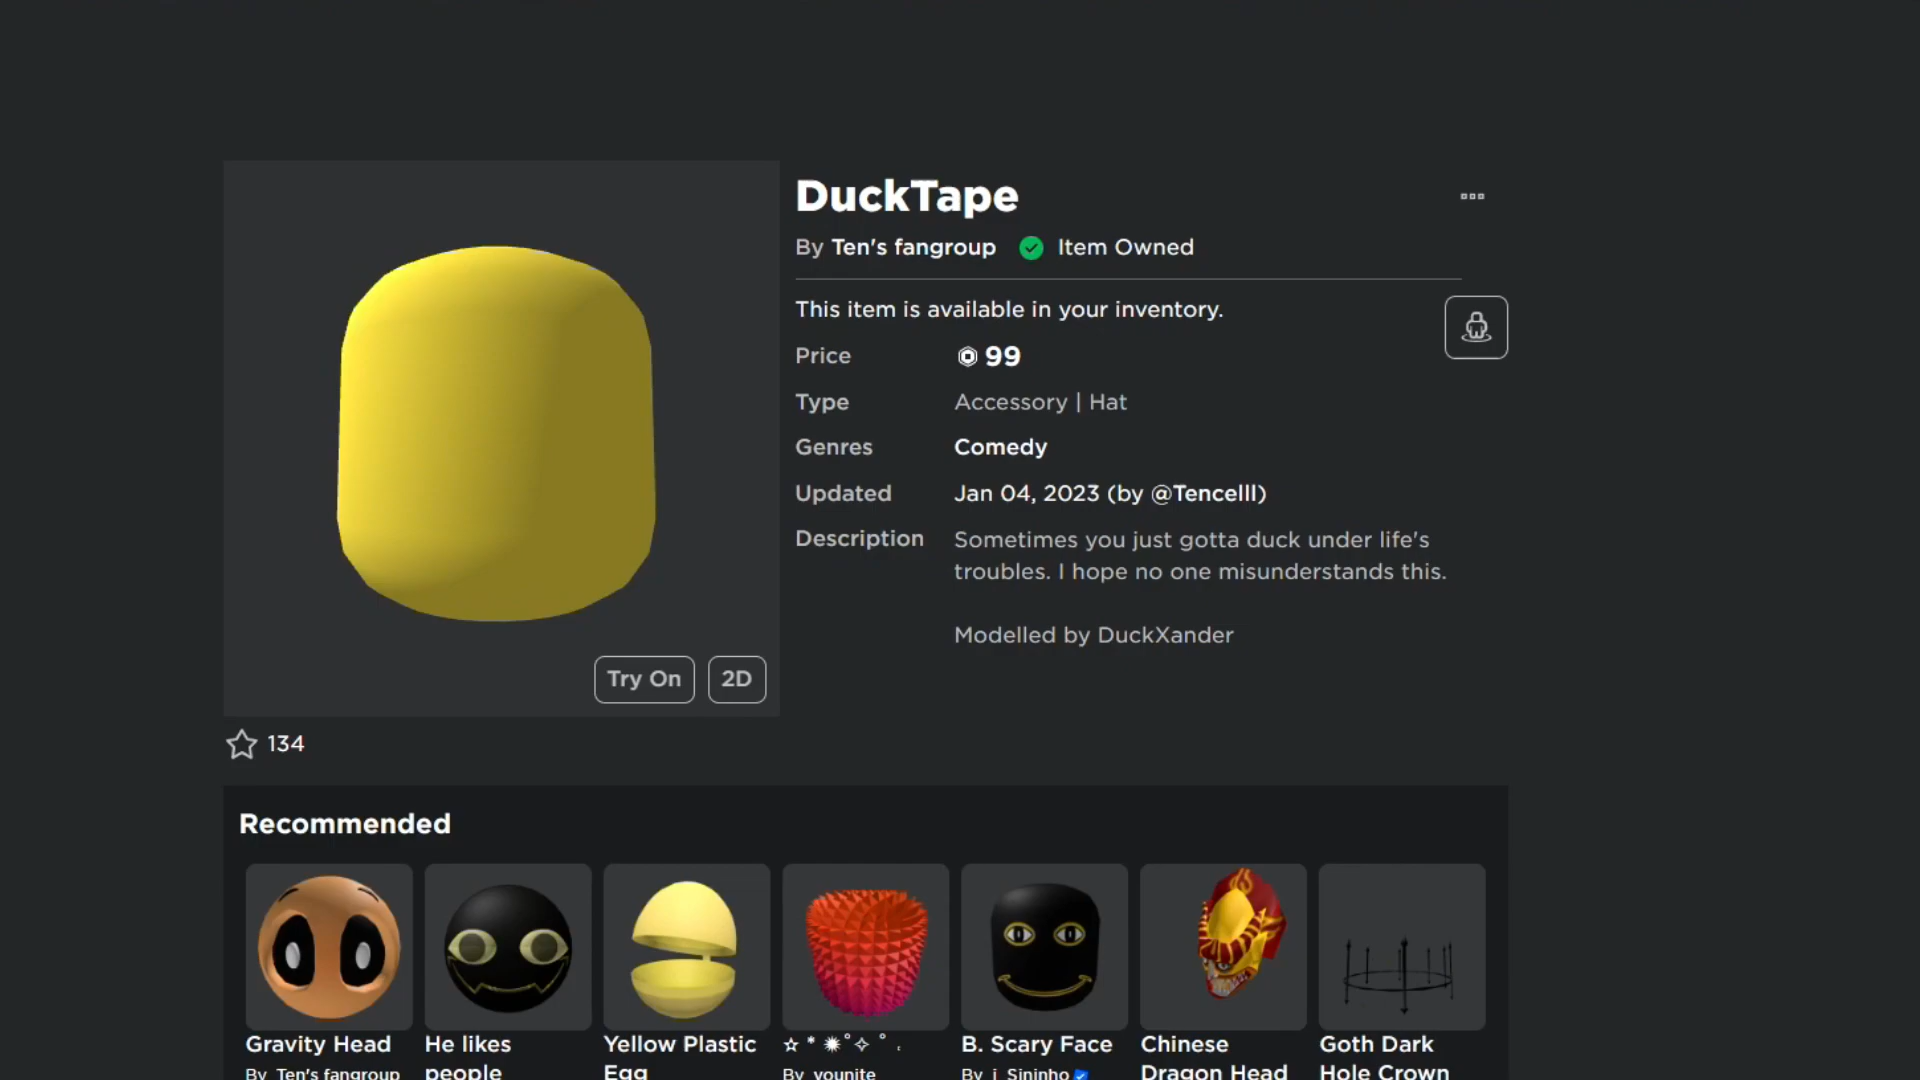 DuckTape
By Ten's fangroup Item Owned
This item is available in your inventory.
Price 99
Type Accessory | Hat
Genres Comedy
Updated Jan 04, 2023 (by @Tencelll)
Description Sometimes you just gotta duck under life's
troubles. I hope no one misunderstands this.
Modelled by DuckXander
Try On 2D
134
Recommended
Gravity Head
By Ten's fangroup
He likes
people
Yellow Plastic
Egg
☆ * ✹˚✧ ˚ ˓
By younite
B. Scary Face
By j_Sininho
Chinese
Dragon Head
Goth Dark
Hole Crown